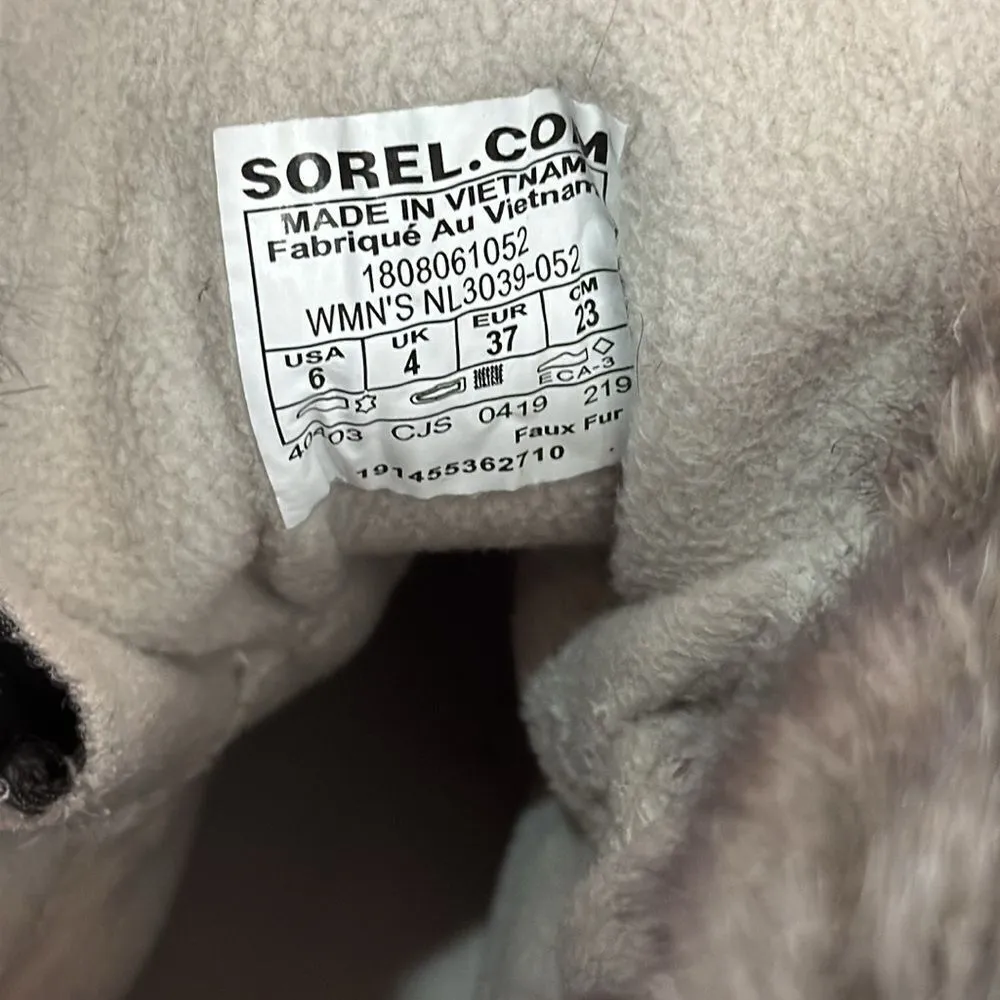 SOREL.COM
MADE IN VIETNAM
Fabriqué Au Vietnam
1808061052
WMN'S NL3039-052
USA UK EUR CM
6 4 37 23
ECA-3
CJS 0419 219
Faux Fur
191455362710